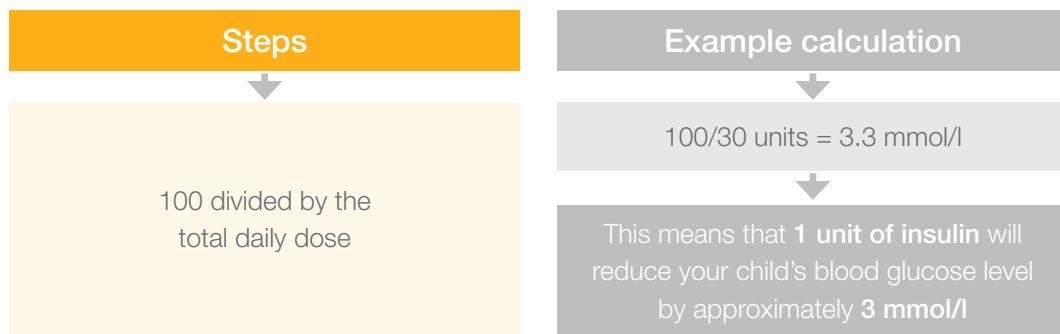 Steps
100 divided by the
total daily dose
Example calculation
100/30 units = 3.3 mmol/l
This means that 1 unit of insulin will
reduce your child’s blood glucose level
by approximately 3 mmol/l